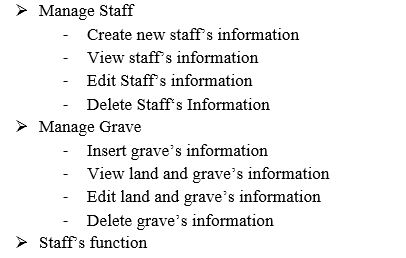 ➢ Manage Staff
- Create new staff's information
- View staff's information
- Edit Staff's information
- Delete Staff's Information
➢ Manage Grave
- Insert grave's information
- View land and grave's information
- Edit land and grave's information
- Delete grave's information
➢ Staff's function